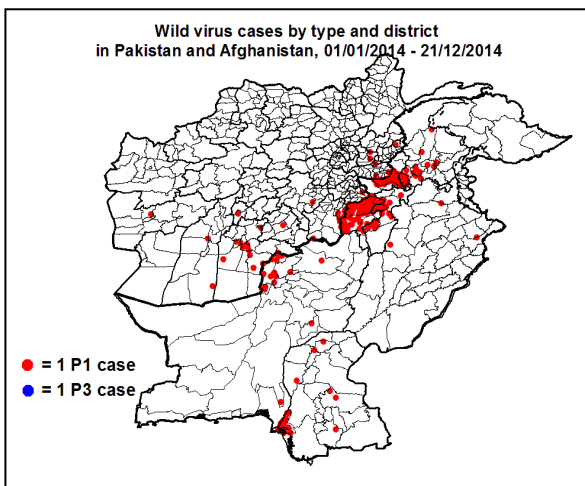 Wild virus cases by type and district
in Pakistan and Afghanistan, 01/01/2014 - 21/12/2014
= 1 P1 case
= 1 P3 case